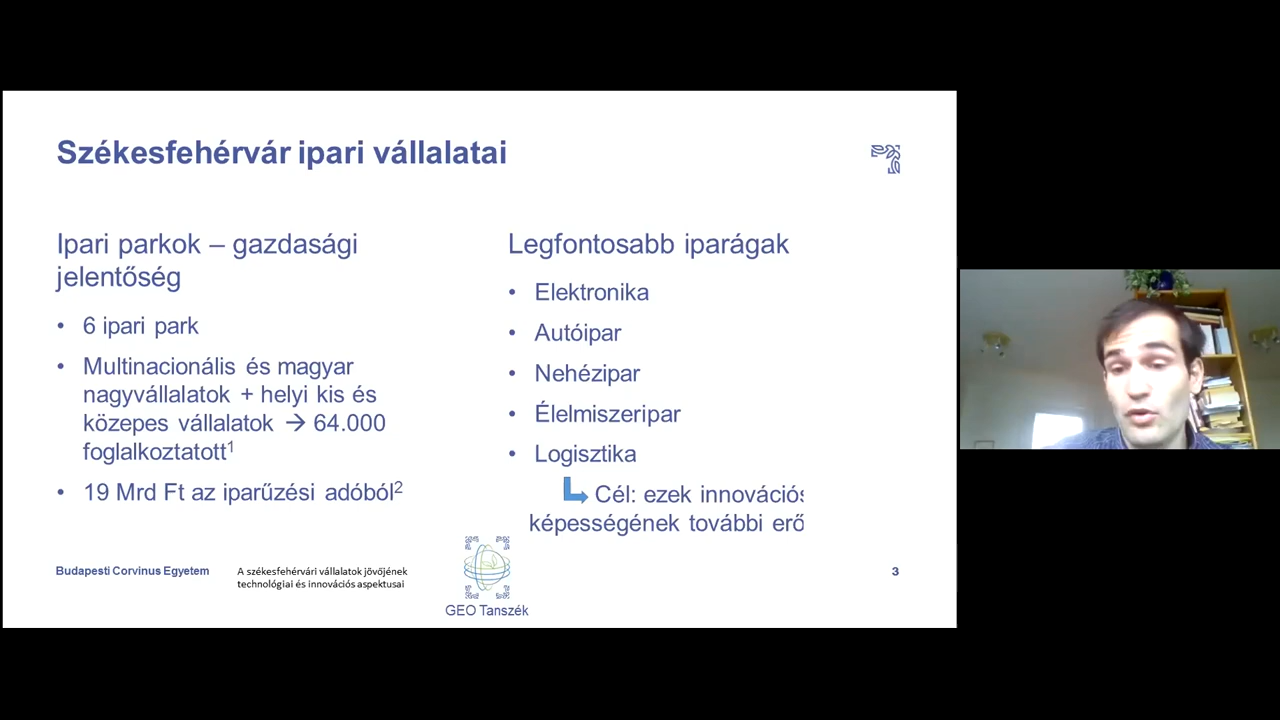 Székesfehérvár ipari vállalatai
Ipari parkok – gazdasági
jelentőség
• 6 ipari park
• Multinacionális és magyar
nagyvállalatok + helyi kis és
közepes vállalatok → 64.000
foglalkoztatott1
• 19 Mrd Ft az iparűzési adóból2
Legfontosabb iparágak
• Elektronika
• Autóipar
• Nehézipar
• Élelmiszeripar
• Logisztika
Cél: ezek innovációs
képességének további erő
Budapesti Corvinus Egyetem
A székesfehérvári vállalatok jövőjének
technológiai és innovációs aspektusai
GEO Tanszék
3